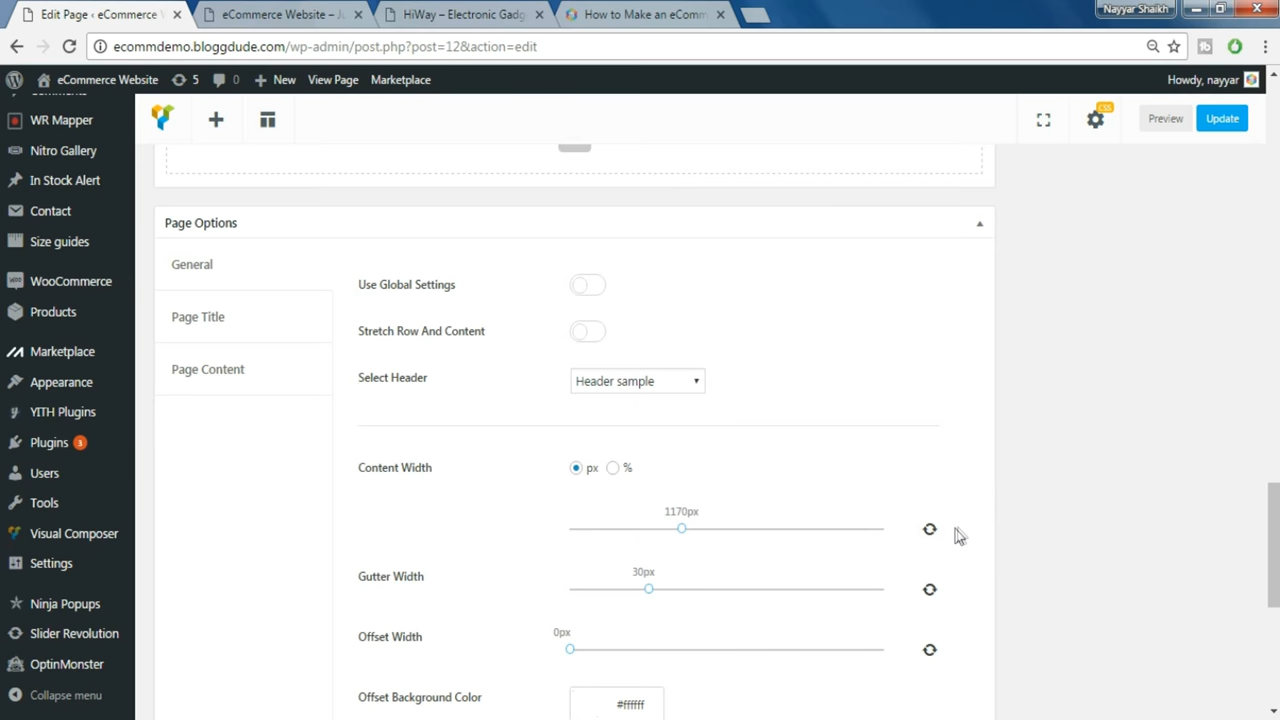 Edit Page ‹ eCommerce W
eCommerce Website – Ju
HiWay – Electronic Gadg
How to Make an eComm
Nayyar Shaikh
ecommdemo.bloggdude.com/wp-admin/post.php?post=12&action=edit
eCommerce Website
5
0
New
View Page
Marketplace
Howdy, nayyar
Comments
WR Mapper
Nitro Gallery
In Stock Alert
Contact
Size guides
WooCommerce
Products
Marketplace
Appearance
YITH Plugins
Plugins 3
Users
Tools
Visual Composer
Settings
Ninja Popups
Slider Revolution
OptinMonster
Collapse menu
CSS
Preview
Update
Page Options
General
Page Title
Page Content
Use Global Settings
Stretch Row And Content
Select Header
Header sample
Content Width
px %
1170px
Gutter Width
30px
Offset Width
0px
Offset Background Color
#ffffff